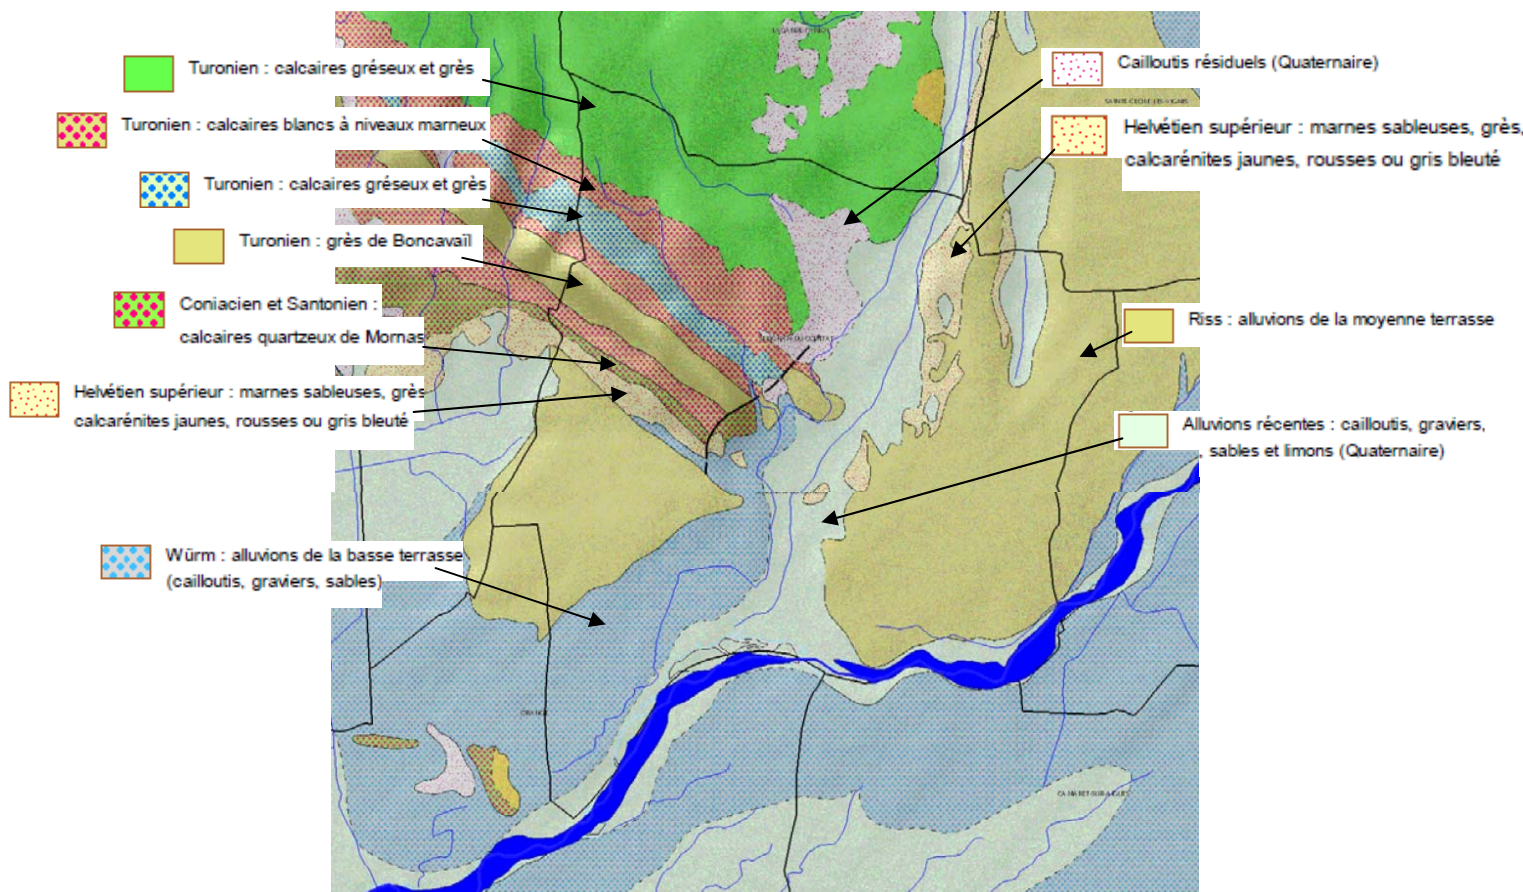 Turonien : calcaires gréseux et grès
Turonien : calcaires blancs à niveaux marneux
Turonien : calcaires gréseux et grès
Turonien : grès de Boncavaïl
Coniacien et Santonien :
calcaires quartzeux de Mornas
Helvétien supérieur : marnes sableuses, grès
calcarénites jaunes, rousses ou gris bleuté
Würm : alluvions de la basse terrasse
(cailloutis, graviers, sables)
Cailloutis résiduels (Quaternaire)
Helvétien supérieur : marnes sableuses, grès,
calcarénites jaunes, rousses ou gris bleuté
Riss : alluvions de la moyenne terrasse
Alluvions récentes : cailloutis, graviers,
, sables et limons (Quaternaire)
ORANGE